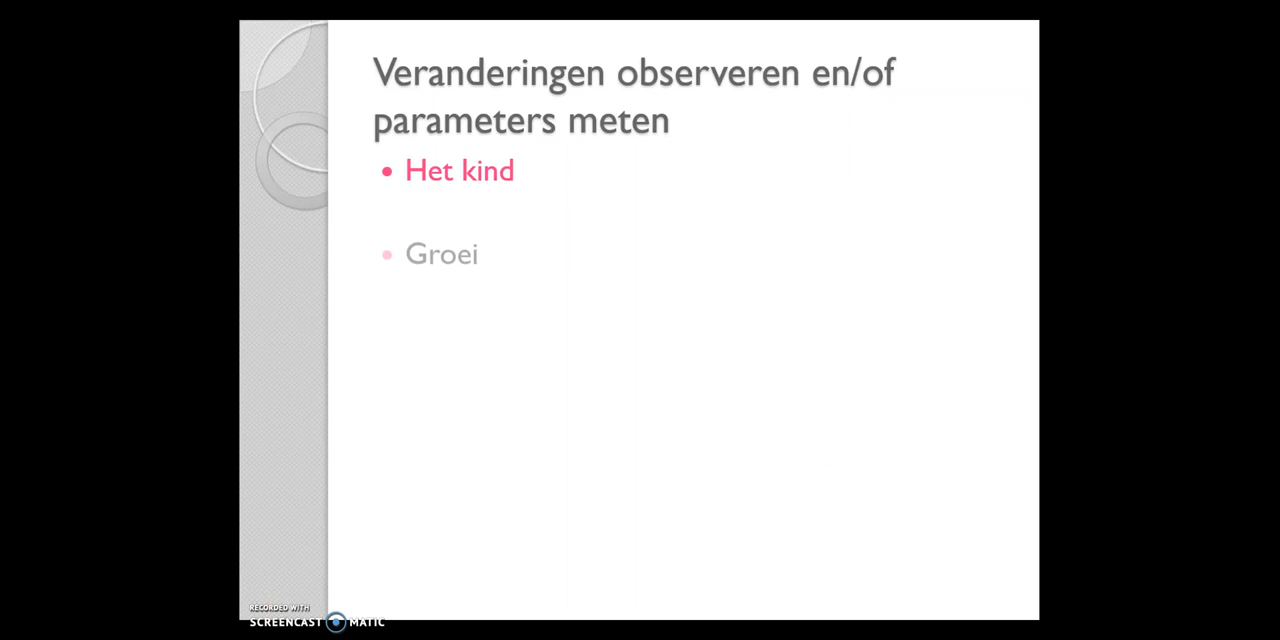 Veranderingen observeren en/of
parameters meten
• Het kind
• Groei
RECORDED WITH
SCREENCAST MATIC